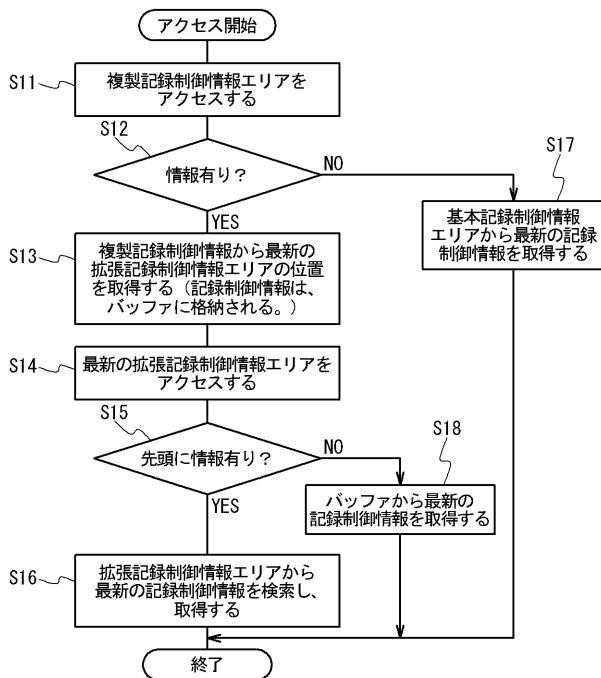 アクセス開始
S11
複製記録制御情報エリアを
アクセスする
S12
情報有り？
NO
YES
S17
基本記録制御情報
エリアから最新の記録
制御情報を取得する
S13
複製記録制御情報から最新の
拡張記録制御情報エリアの位置
を取得する（記録制御情報は、
バッファに格納される。）
S14
最新の拡張記録制御情報エリアを
アクセスする
S15
先頭に情報有り？
NO
YES
S18
バッファから最新の
記録制御情報を取得する
S16
拡張記録制御情報エリアから
最新の記録制御情報を検索し、
取得する
終了